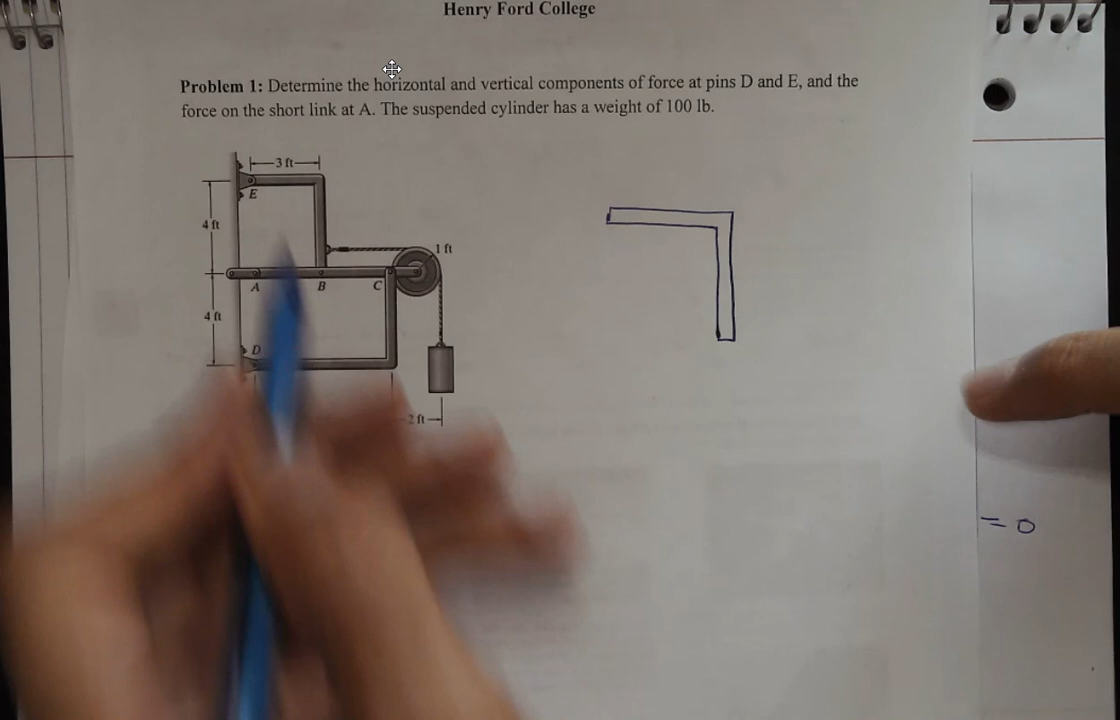 Henry Ford College
Problem 1: Determine the horizontal and vertical components of force at pins D and E, and the
force on the short link at A. The suspended cylinder has a weight of 100 lb.
3 ft
E
4 ft
1 ft
A
B
C
4 ft
D
2 ft
= 0